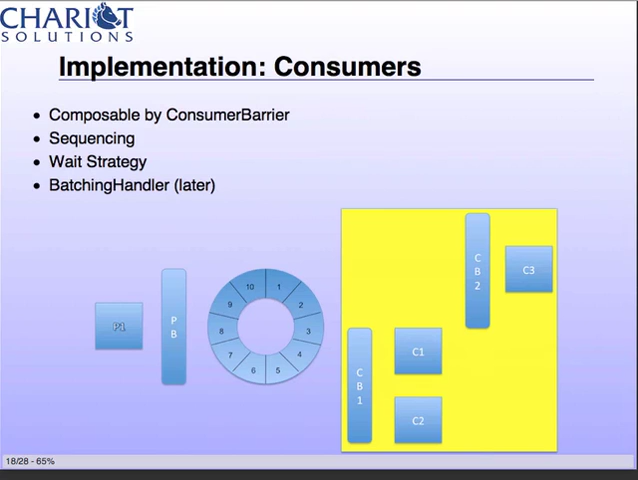 CHARIOT
SOLUTIONS
Implementation: Consumers
• Composable by ConsumerBarrier
• Sequencing
• Wait Strategy
• BatchingHandler (later)
P1
P
B
10
1
9
2
8
3
7
4
6
5
C
B
2
C3
C
B
1
C1
C2
18/28 - 65%